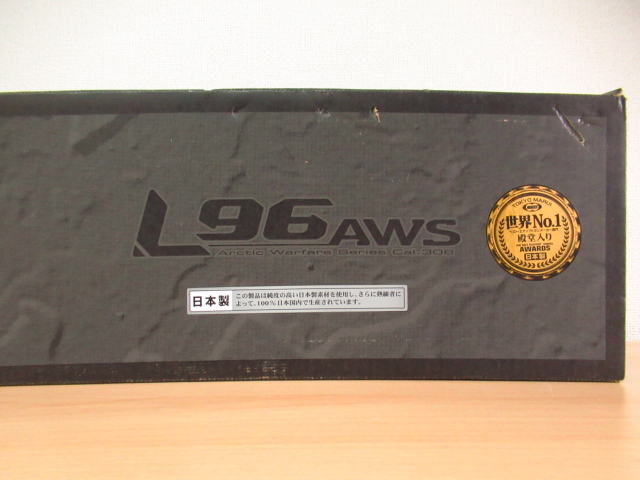 L96 AWS
Arctic Warfare Series Cal.308
TOKYO MARUI
世界No.1
殿堂入り
AWARDS
日本製
日本製
この製品は純度の高い日本製素材を使用し、さらに熟練者に
よって、100%日本国内で生産されています。